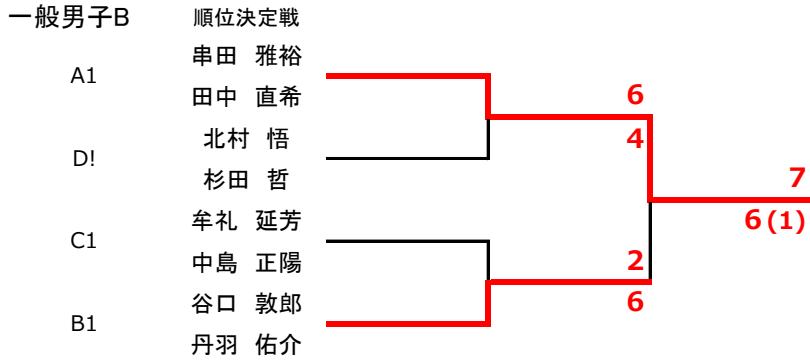 一般男子B 順位決定戦
A1
串田 雅裕
田中 直希
D!
北村 悟
杉田 哲
C1
牟礼 延芳
中島 正陽
B1
谷口 敦郎
丹羽 佑介
6
4
2
6
7
6(1)